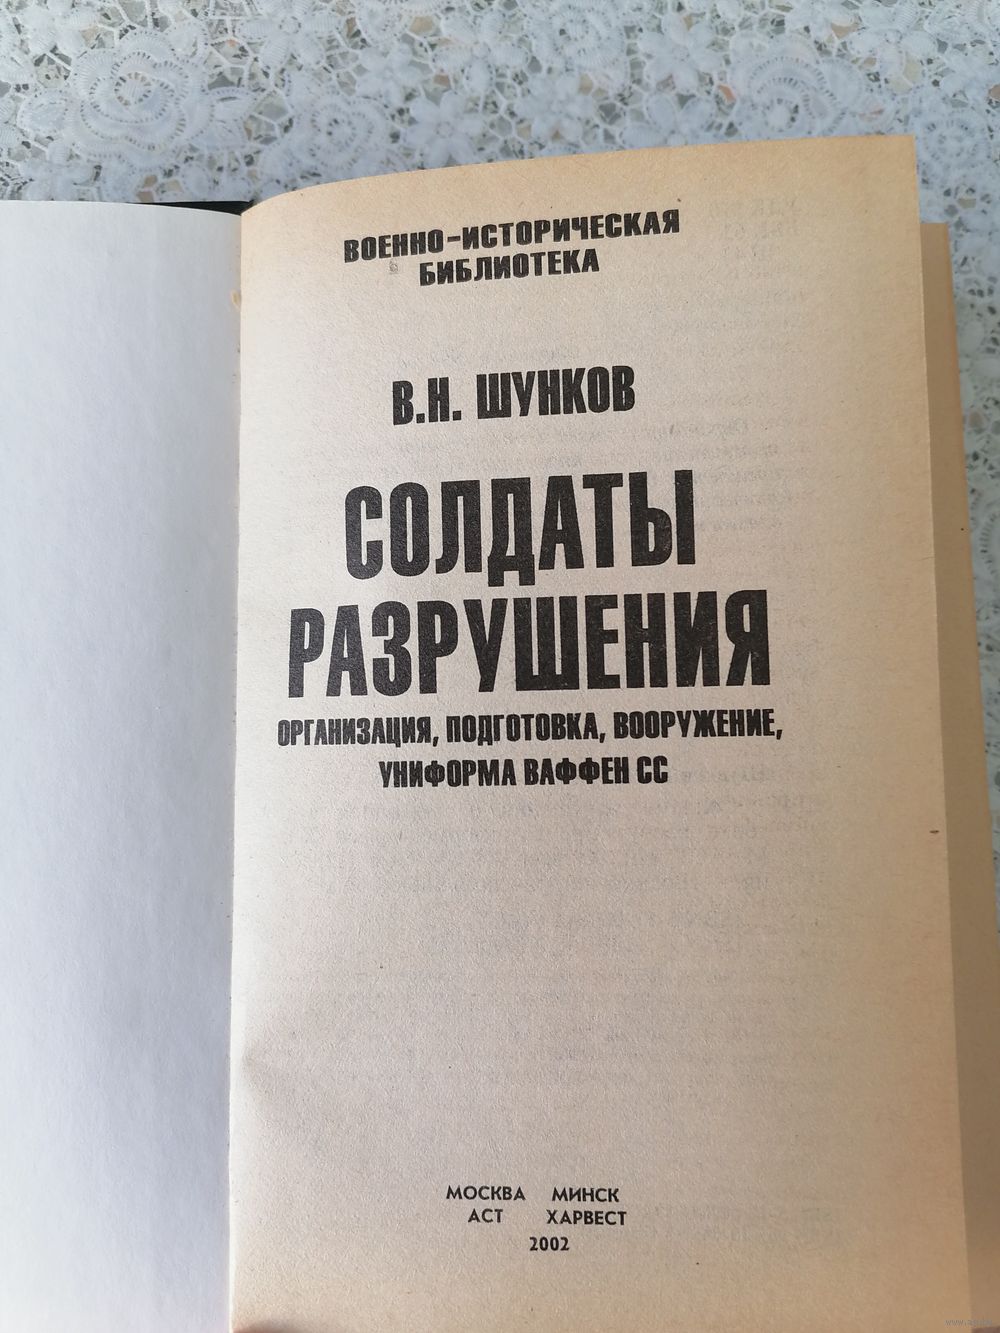 ВОЕННО-ИСТОРИЧЕСКАЯ
БИБЛИОТЕКА
В.Н. ШУНКОВ
СОЛДАТЫ
РАЗРУШЕНИЯ
ОРГАНИЗАЦИЯ, ПОДГОТОВКА, ВООРУЖЕНИЕ,
УНИФОРМА ВАФФЕН СС
МОСКВА МИНСК
АСТ ХАРВЕСТ
2002